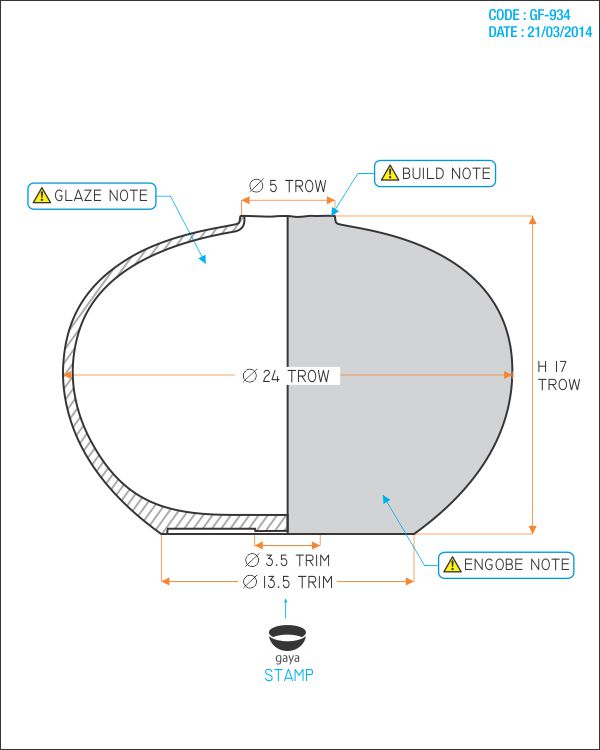 CODE : GF-934
DATE : 21/03/2014
BUILD NOTE
GLAZE NOTE
∅ 5 TROW
∅ 24 TROW
H 17
TROW
∅ 3.5 TRIM
ENGOBE NOTE
∅ 13.5 TRIM
gaya
STAMP